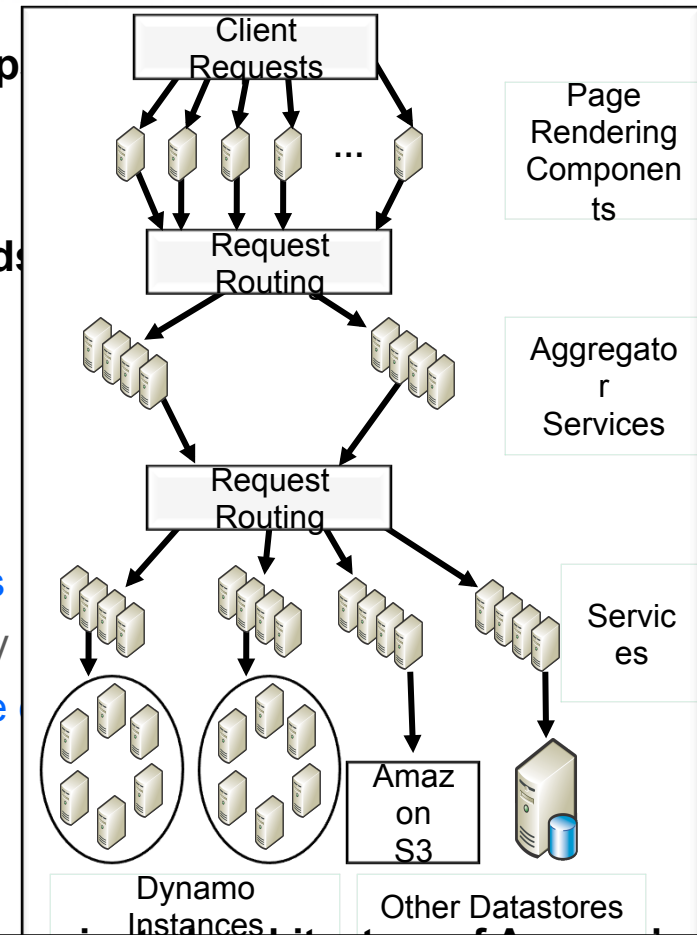 Client
Requests
p
Page
Rendering
Componen
ts
...
ds
Request
Routing
Aggregato
r
Services
Request
Routing
s
y
e
Servic
es
Amaz
on
S3
Dynamo
Instances
Other Datastores